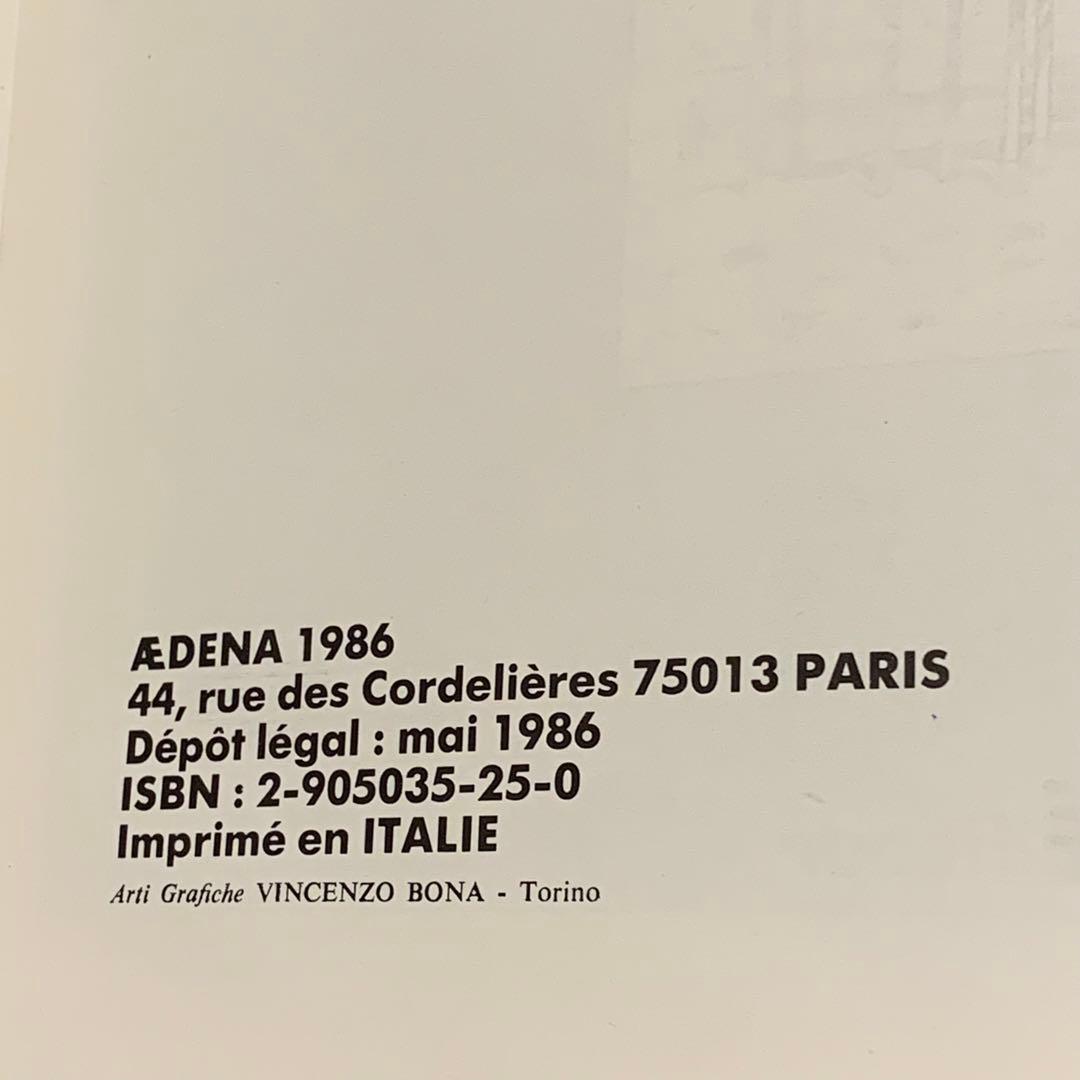 ÆDENA 1986
44, rue des Cordelières 75013 PARIS
Dépôt légal : mai 1986
ISBN : 2-905035-25-0
Imprimé en ITALIE
Arti Grafiche VINCENZO BONA - Torino